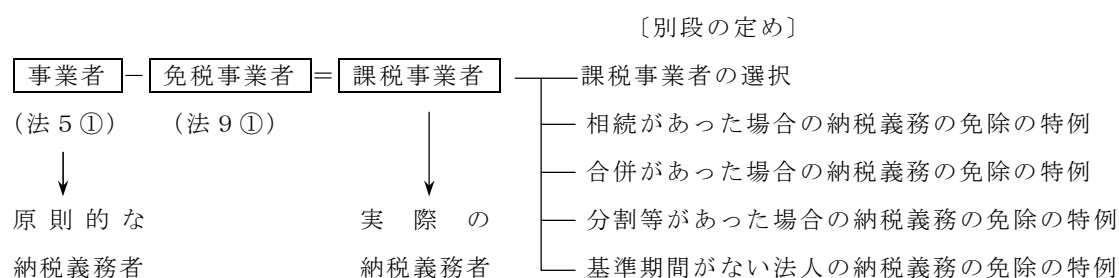 〔別段の定め〕
事業者－免税事業者＝課税事業者 課税事業者の選択
(法5①) (法9①) 相続があった場合の納税義務の免除の特例
合併があった場合の納税義務の免除の特例
原則的な 実際の 分割等があった場合の納税義務の免除の特例
納税義務者 納税義務者 基準期間がない法人の納税義務の免除の特例